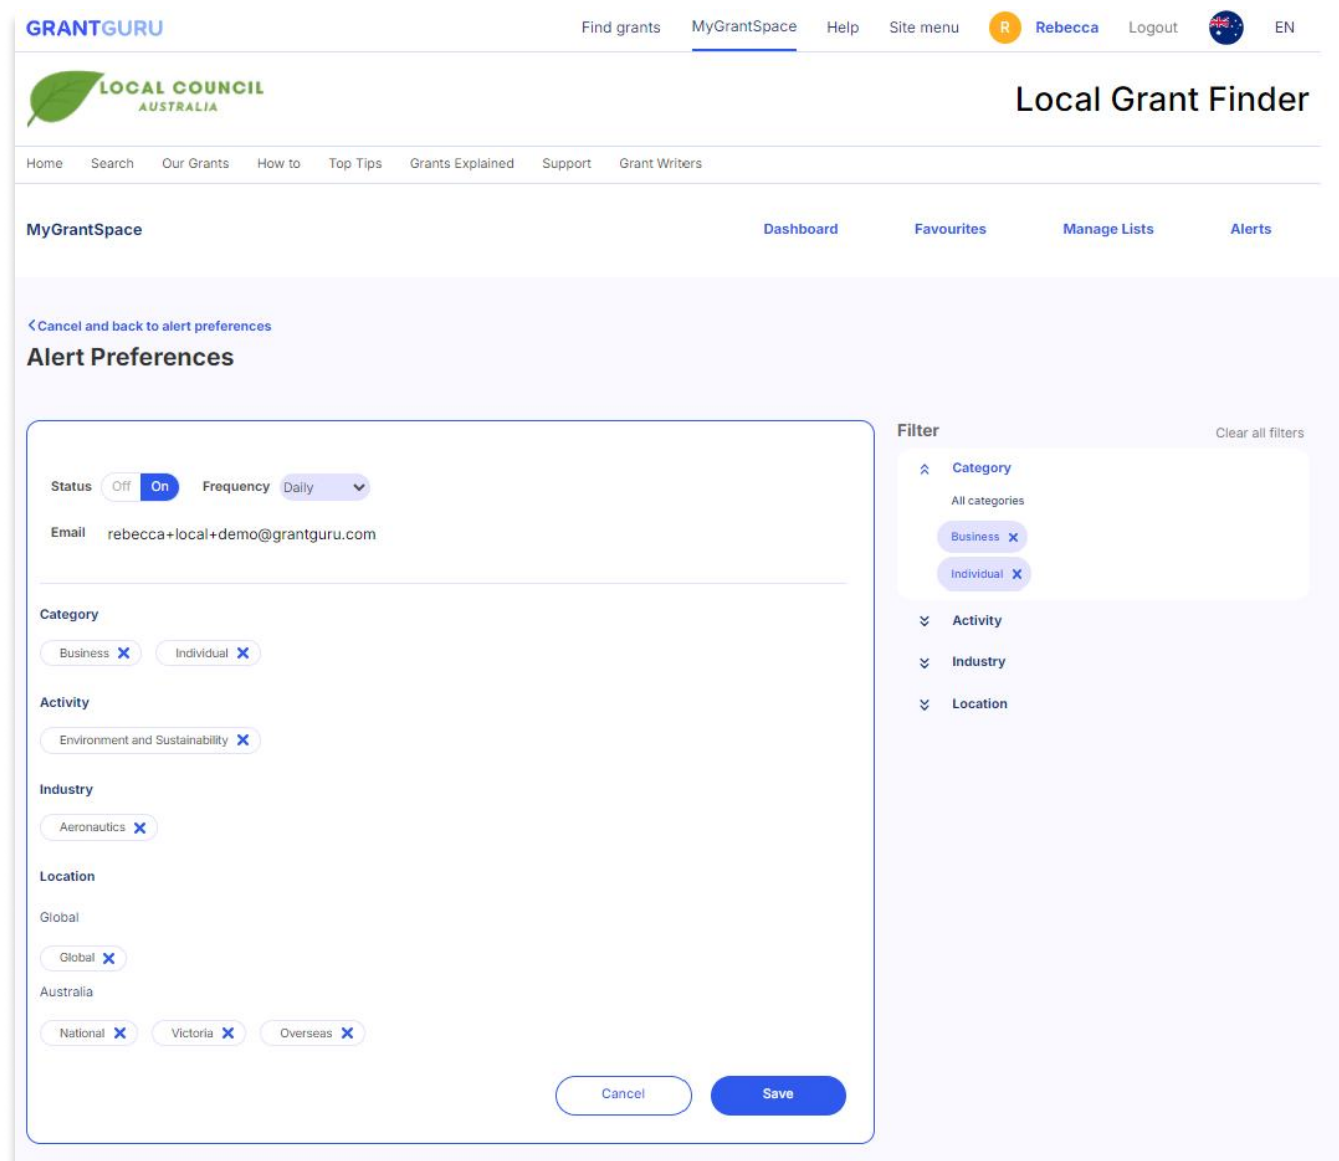 GRANTGURU Find grants MyGrantSpace Help Site menu R Rebecca Logout EN
LOCAL COUNCIL
AUSTRALIA
Local Grant Finder
Home Search Our Grants How to Top Tips Grants Explained Support Grant Writers
MyGrantSpace Dashboard Favourites Manage Lists Alerts
Cancel and back to alert preferences
Alert Preferences
Status Off On Frequency Daily
Email rebecca+local+demo@grantguru.com
Category
Business Individual
Activity
Environment and Sustainability
Industry
Aeronautics
Location
Global
Global
Australia
National Victoria Overseas
Cancel Save
Filter Clear all filters
Category
All categories
Business
Individual
Activity
Industry
Location